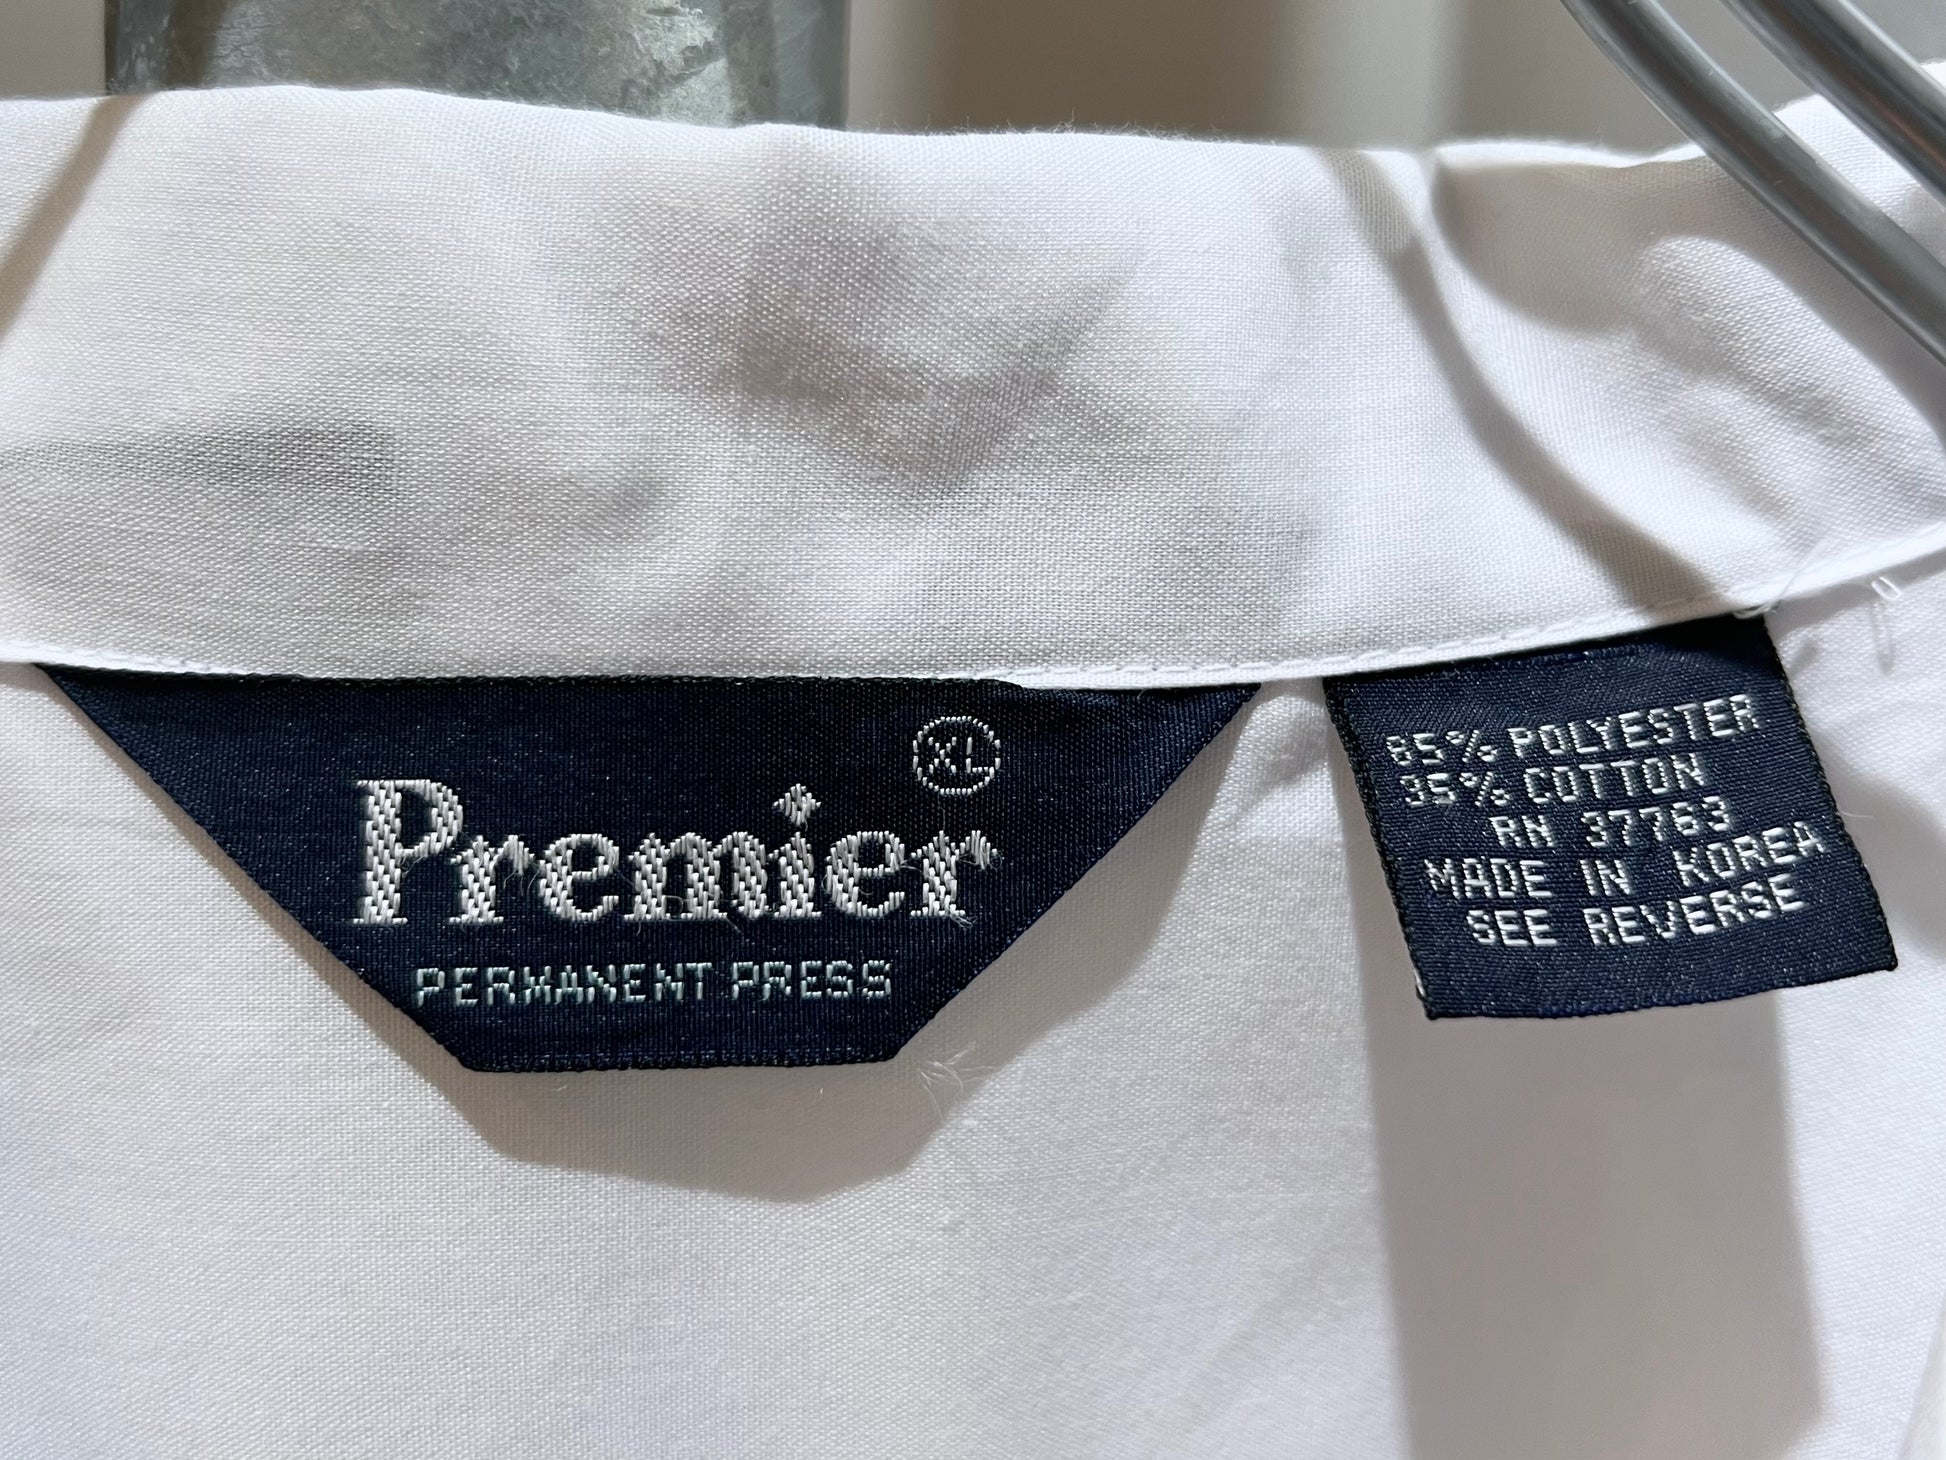 XL
Premier
PERMANENT PRESS
65% POLYESTER
35% COTTON
RN 37763
MADE IN KOREA
SEE REVERSE